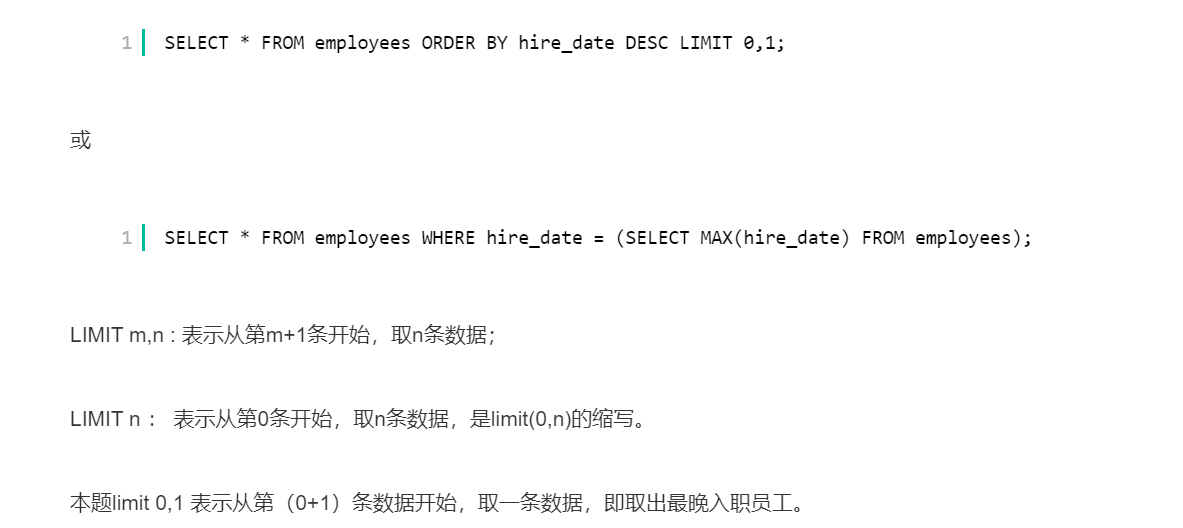 1 SELECT * FROM employees ORDER BY hire_date DESC LIMIT 0,1;
或
1 SELECT * FROM employees WHERE hire_date = (SELECT MAX(hire_date) FROM employees);
LIMIT m,n : 表示从第m+1条开始，取n条数据；
LIMIT n ： 表示从第0条开始，取n条数据，是limit(0,n)的缩写。
本题limit 0,1 表示从第（0+1）条数据开始，取一条数据，即取出最晚入职员工。